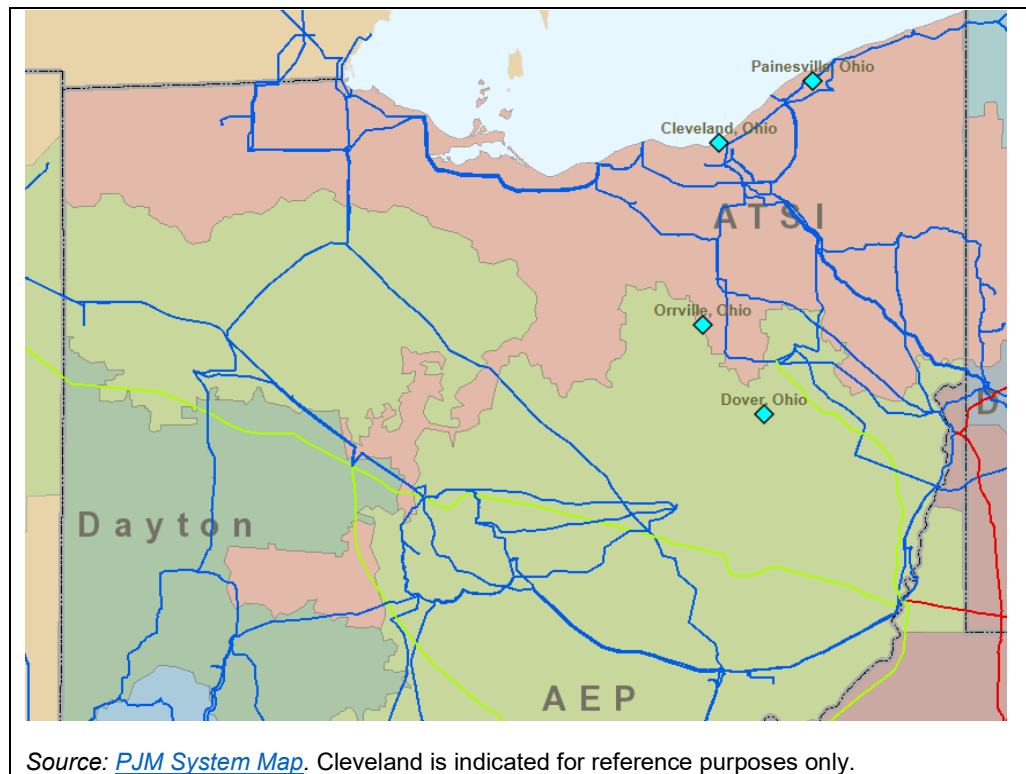 Painesville, Ohio
Cleveland, Ohio
ATSI
Orrville, Ohio
Dover, Ohio
D
Dayton
AEP
Source: PJM System Map. Cleveland is indicated for reference purposes only.